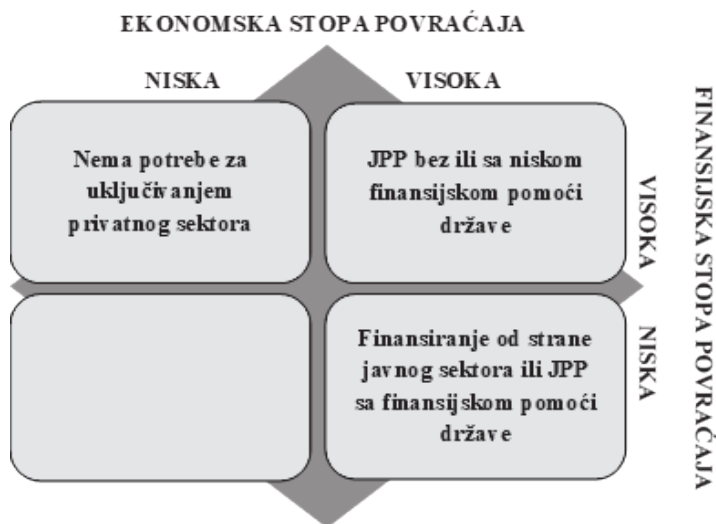 EKONOMSKA STOPA POVRAĆAJA
NISKA
VISOKA
Nema potrebe za
uključivanjem
privatnog sektora
JPP bez ili sa niskom
finansijskom pomoći
države
VISOKA
FINANSIJSKA STOPA POVRAĆAJA
Finansiranje od strane
javnog sektora ili JPP
sa finansijskom pomoći
države
NISKA